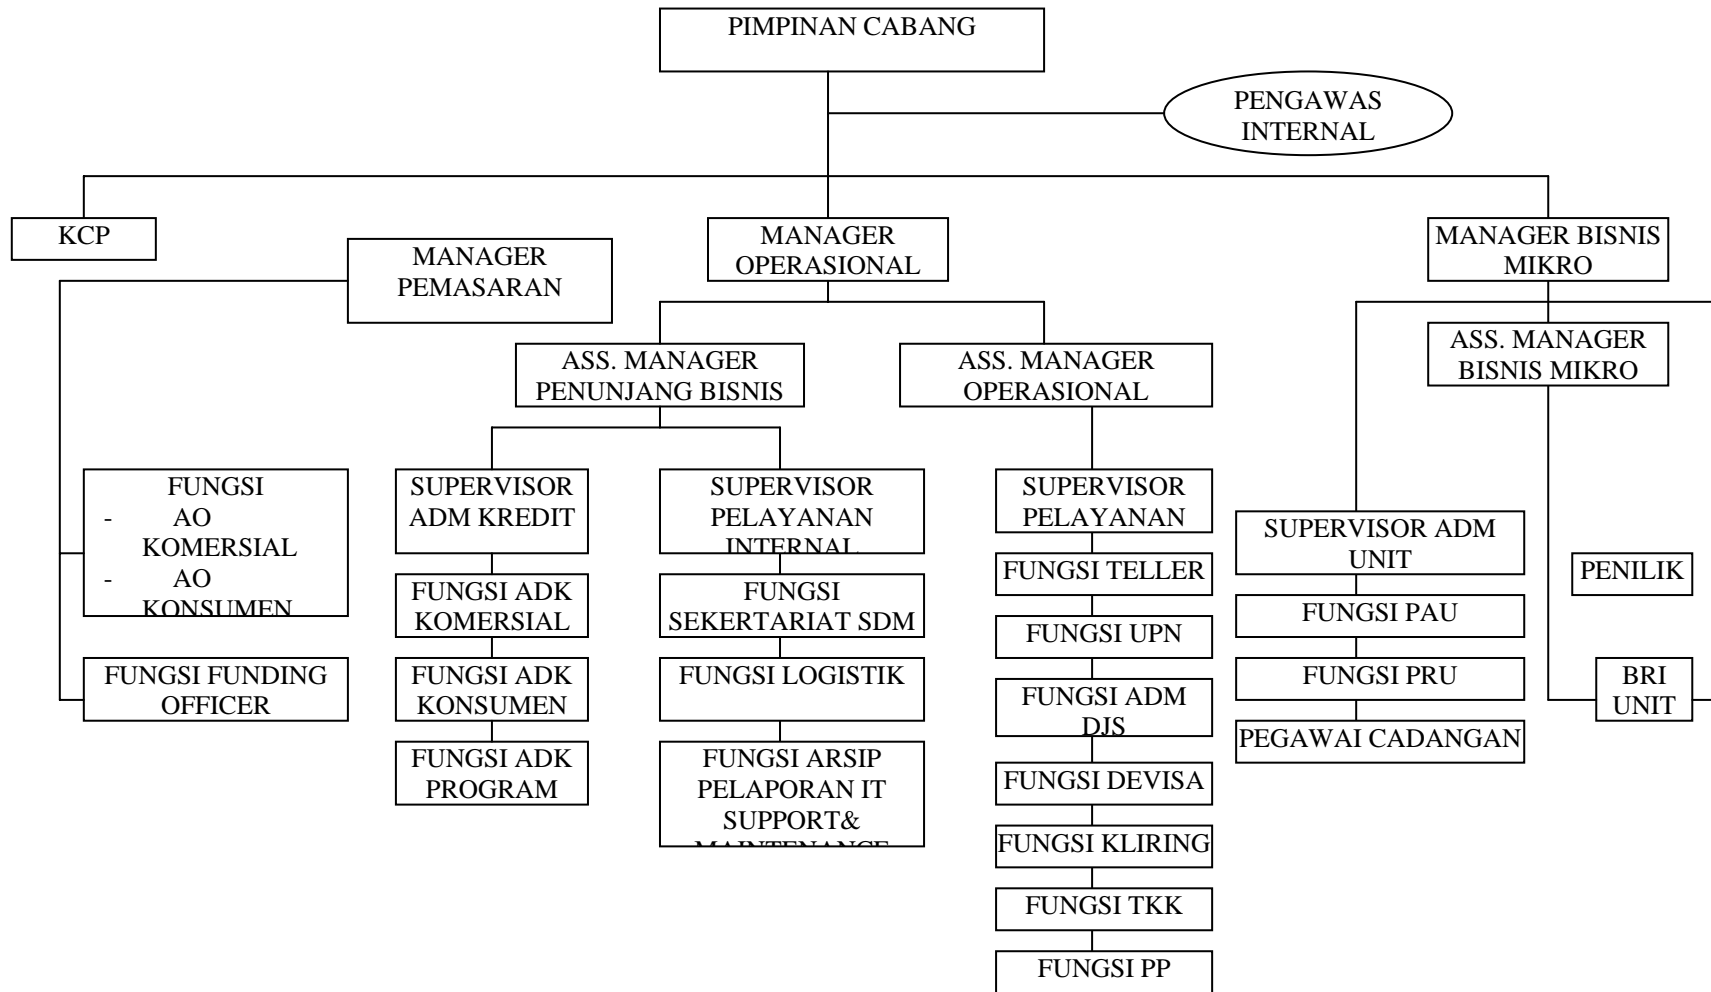 PIMPINAN CABANG
PENGAWAS
INTERNAL
KCP
MANAGER
PEMASARAN
MANAGER
OPERASIONAL
MANAGER BISNIS
MIKRO
ASS. MANAGER
PENUNJANG BISNIS
ASS. MANAGER
OPERASIONAL
ASS. MANAGER
BISNIS MIKRO
FUNGSI
- AO
KOMERSIAL
- AO
KONSUMEN
FUNGSI FUNDING
OFFICER
SUPERVISOR
ADM KREDIT
FUNGSI ADK
KOMERSIAL
FUNGSI ADK
KONSUMEN
FUNGSI ADK
PROGRAM
SUPERVISOR
PELAYANAN
INTERNAL
FUNGSI
SEKERTARIAT SDM
FUNGSI LOGISTIK
FUNGSI ARSIP
PELAPORAN IT
SUPPORT&
MAINTENANCE
SUPERVISOR
PELAYANAN
FUNGSI TELLER
FUNGSI UPN
FUNGSI ADM
DJS
FUNGSI DEVISA
FUNGSI KLIRING
FUNGSI TKK
FUNGSI PP
SUPERVISOR ADM
UNIT
FUNGSI PAU
FUNGSI PRU
PEGAWAI CADANGAN
PENILIK
BRI
UNIT